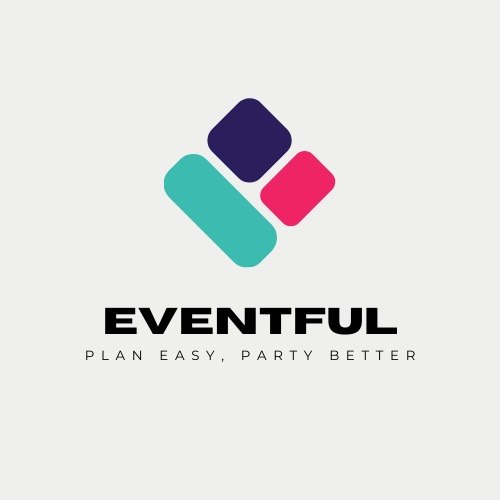 EVENTFUL
PLAN EASY, PARTY BETTER